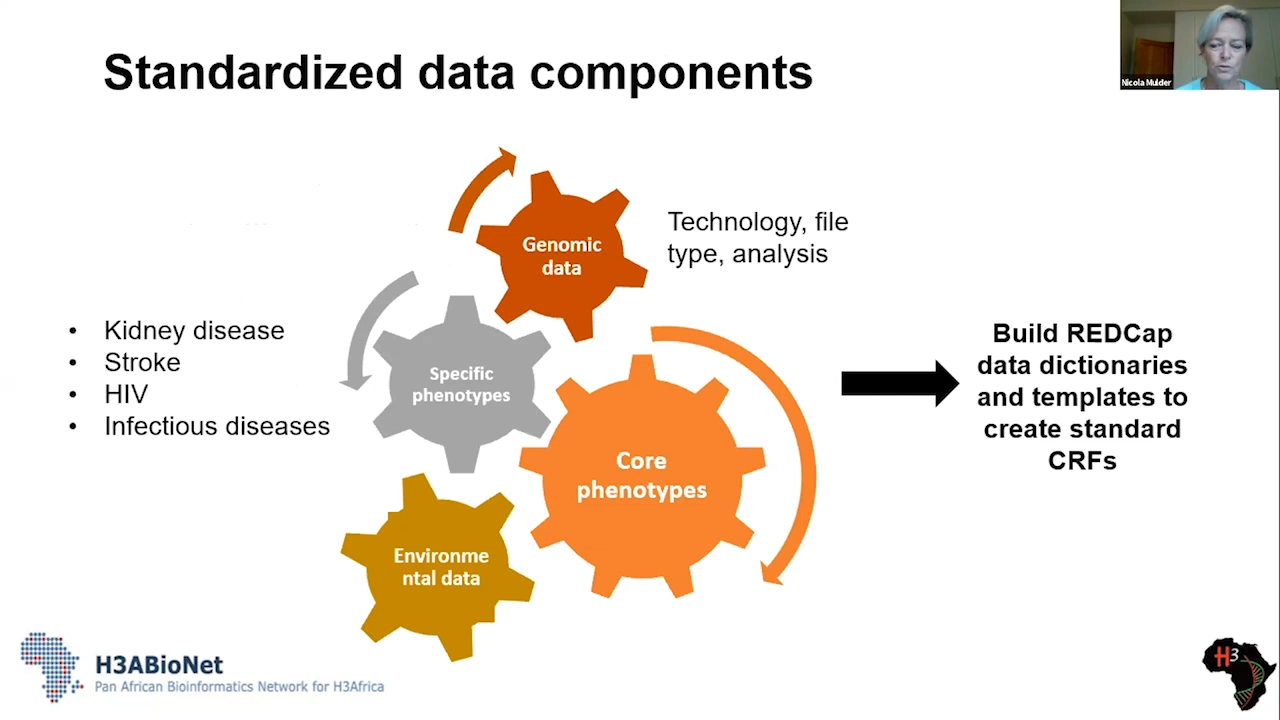 Standardized data components
Nicola Mulder
Genomic
data
Technology, file
type, analysis
• Kidney disease
• Stroke
• HIV
• Infectious diseases
Specific
phenotypes
Core
phenotypes
Environme
ntal data
Build REDCap
data dictionaries
and templates to
create standard
CRFs
H3ABioNet
Pan African Bioinformatics Network for H3Africa
H3